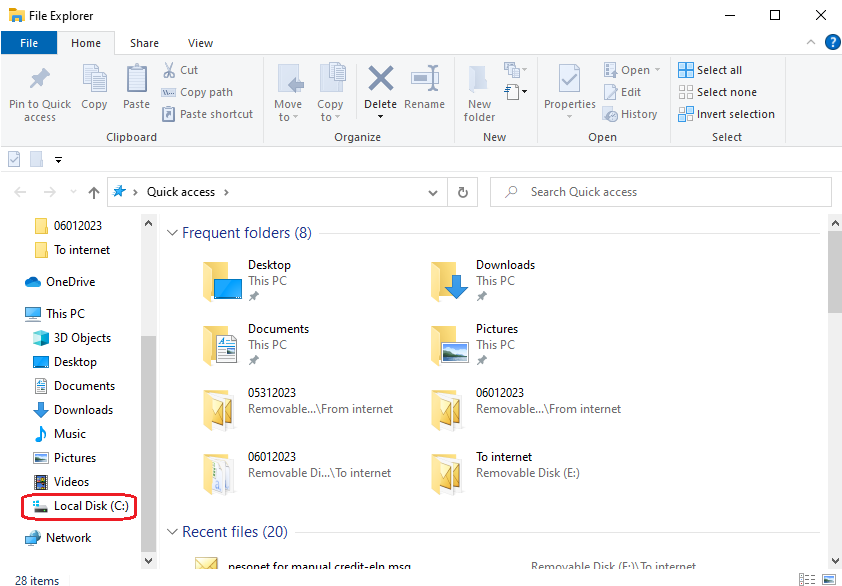 File Explorer
File Home Share View
Pin to Quick access
Copy
Paste
Cut
Copy path
Paste shortcut
Clipboard
Move to
Copy to
Delete
Rename
Organize
New folder
New
Properties
Open
Edit
History
Open
Select all
Select none
Invert selection
Select
Quick access
Search Quick access
06012023
To internet
OneDrive
This PC
3D Objects
Desktop
Documents
Downloads
Music
Pictures
Videos
Local Disk (C:)
Network
Frequent folders (8)
Desktop
This PC
Downloads
This PC
Documents
This PC
Pictures
This PC
05312023
Removable...\From internet
06012023
Removable...\From internet
06012023
Removable Di...\To internet
To internet
Removable Disk (E:)
Recent files (20)
nesonet for manual credit-eln msg
Removable Disk (E:)\To internet
28 items